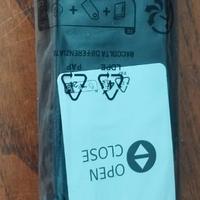 OPEN
CLOSE
RACCOLTA DIFFERENZIATA
LDPE
PAP